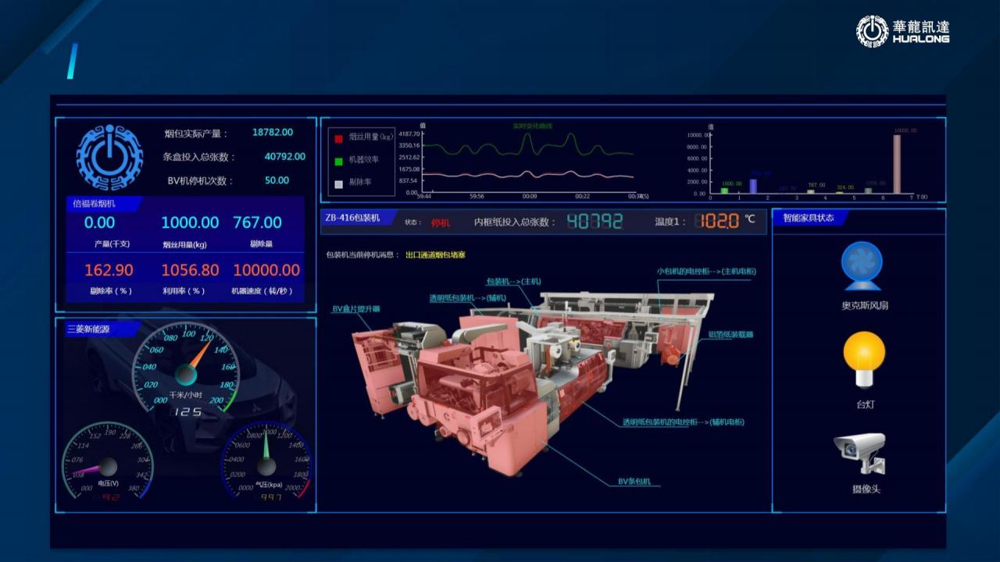 華龍訊達
HUALONG
烟包实际产量： 18782.00
条盒投入总张数： 40792.00
BV机停机次数： 50.00
倍福卷烟机
0.00 1000.00 767.00
产量(千支) 烟丝用量(kg) 剔除量
162.90 1056.80 10000.00
剔除率（%） 利用率（%） 机器速度（转/秒）
三菱新能源
000 020 040 060 080 100 120 140 160 180 200
千米/小时
125
000 038 076 114 152 190 228 266 304 342 380
电压(V)
92
0000 0200 0400 0600 0800 1000 1200 1400 1600 1800 2000
气压(kpa)
997
烟丝用量(kg)
机器效率
剔除率
值
实时变化曲线
4187.70
3350.16
2512.62
1675.08
837.54
0.00
59:44 59:56 00:09 00:22
值
10000.00
8000.00
6000.00
4000.00
2000.00
0.00
1000.00 767.00 324.00 1056.80 10000.00
0 1 2 3 4 5 6 7
ZB-416包装机
状态： 停机
内框纸投入总张数： 40792
温度1： 102.0 ℃
包装机当前停机消息： 出口通道烟包堵塞
小包机的电控柜-->(主机电柜)
包装机-->(主机)
透明纸包装机-->(辅机)
BV盒片提升器
铝箔纸装载器
透明纸包装机的电控柜-->(辅机电柜)
BV条包机
智能家具状态
奥克斯风扇
台灯
摄像头